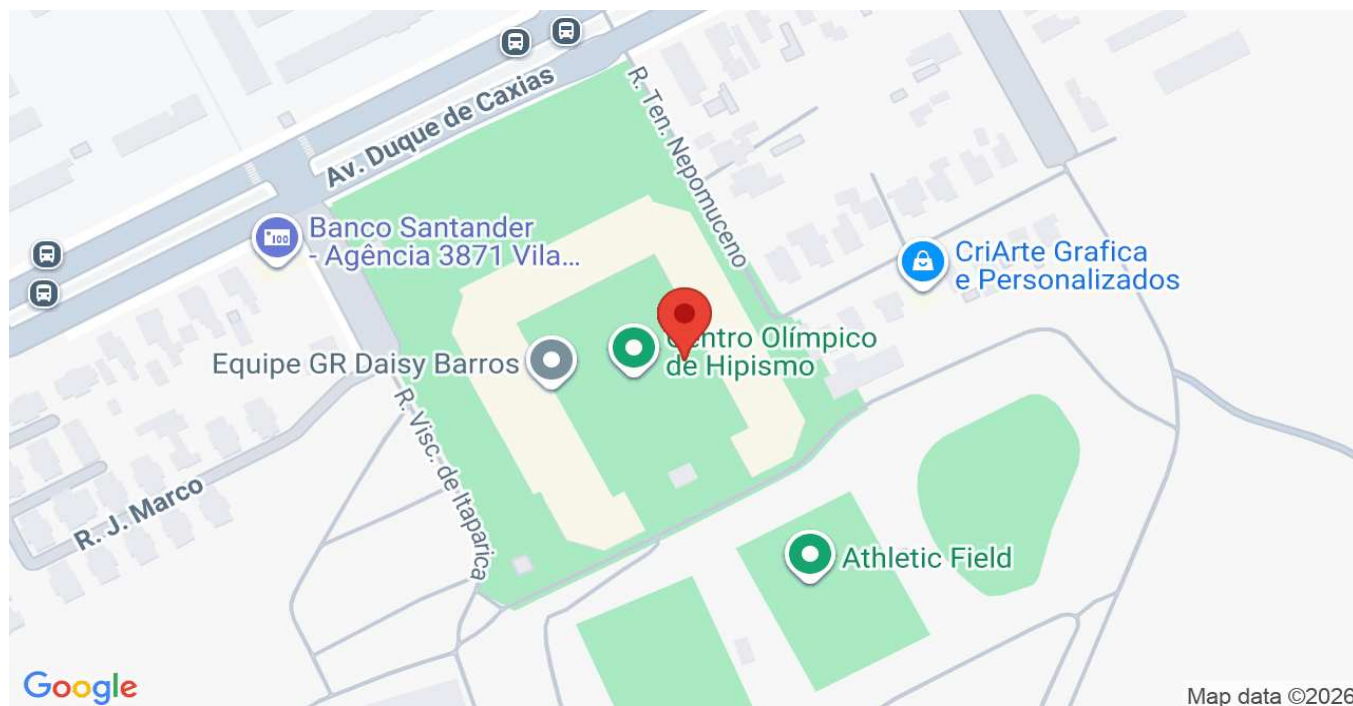 Av. Duque de Caxias
R. Ten. Nepomuceno
Banco Santander
- Agência 3871 Vila...
CriArte Grafica
e Personalizados
Equipe GR Daisy Barros
ntro Olímpico
de Hipismo
R. Visc. de Itaparica
R. J. Marco
Athletic Field
Google
Map data ©2026